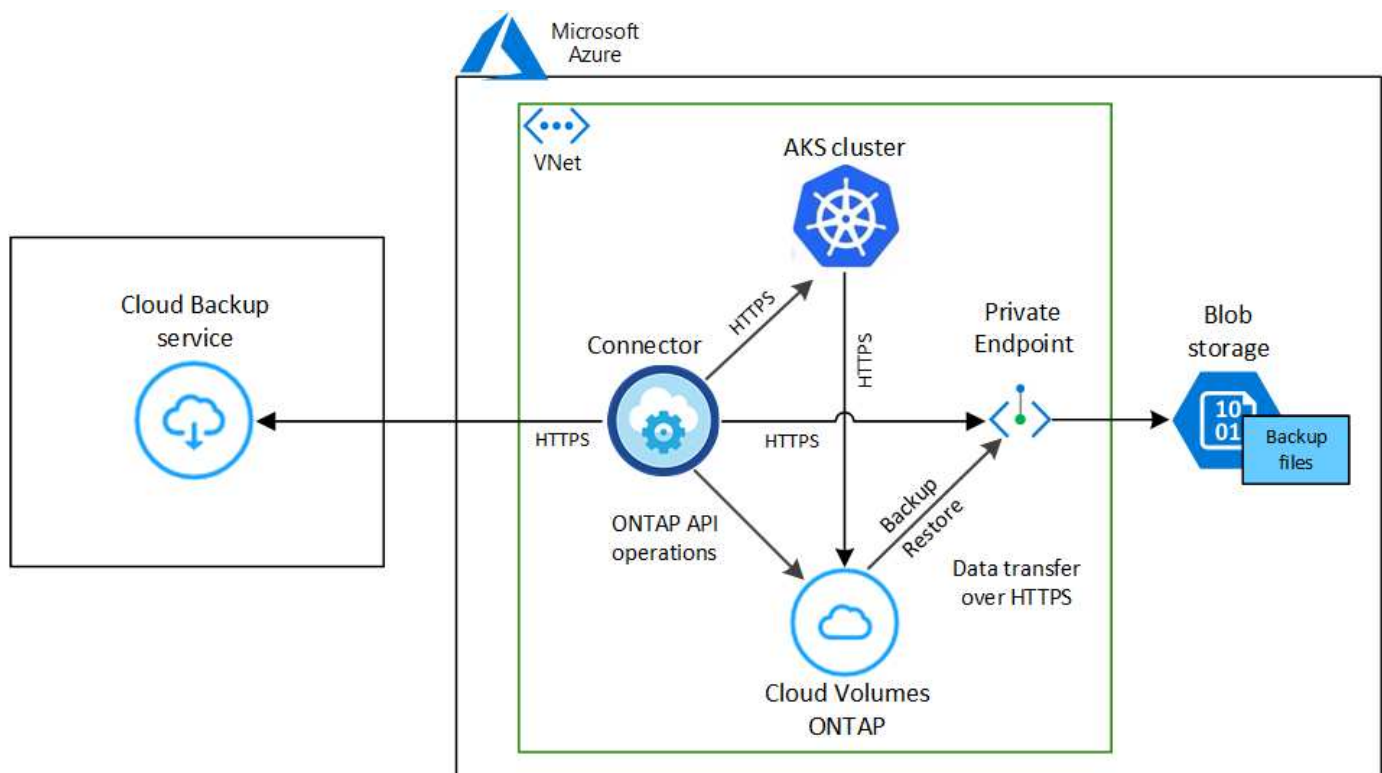 Microsoft
Azure
VNet
AKS cluster
Cloud Backup
service
Connector
HTTPS
HTTPS
Private
Endpoint
Blob
storage
10
01
Backup
files
HTTPS
HTTPS
ONTAP API
operations
Backup
Restore
Data transfer
over HTTPS
Cloud Volumes
ONTAP